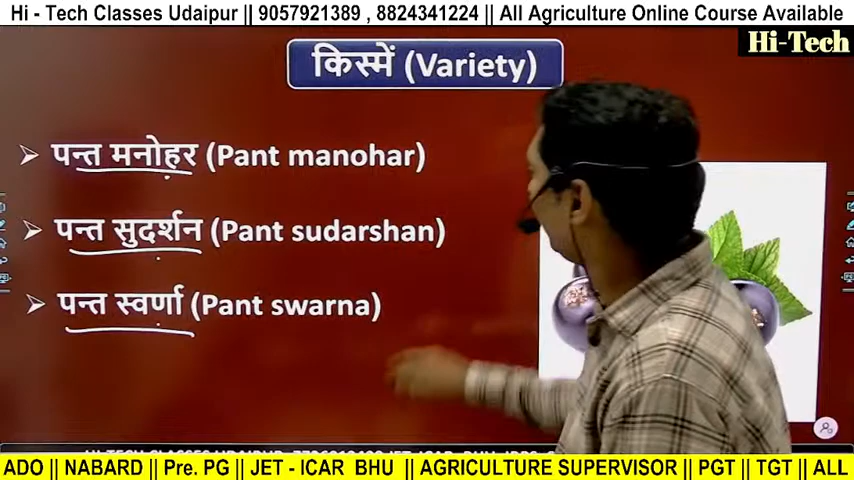 Hi - Tech Classes Udaipur || 9057921389 , 8824341224 || All Agriculture Online Course Available
Hi-Tech
किस्में (Variety)
➢ पन्त मनोहर (Pant manohar)
➢ पन्त सुदर्शन (Pant sudarshan)
➢ पन्त स्वर्णा (Pant swarna)
ADO || NABARD || Pre. PG || JET - ICAR BHU || AGRICULTURE SUPERVISOR || PGT || TGT || ALL